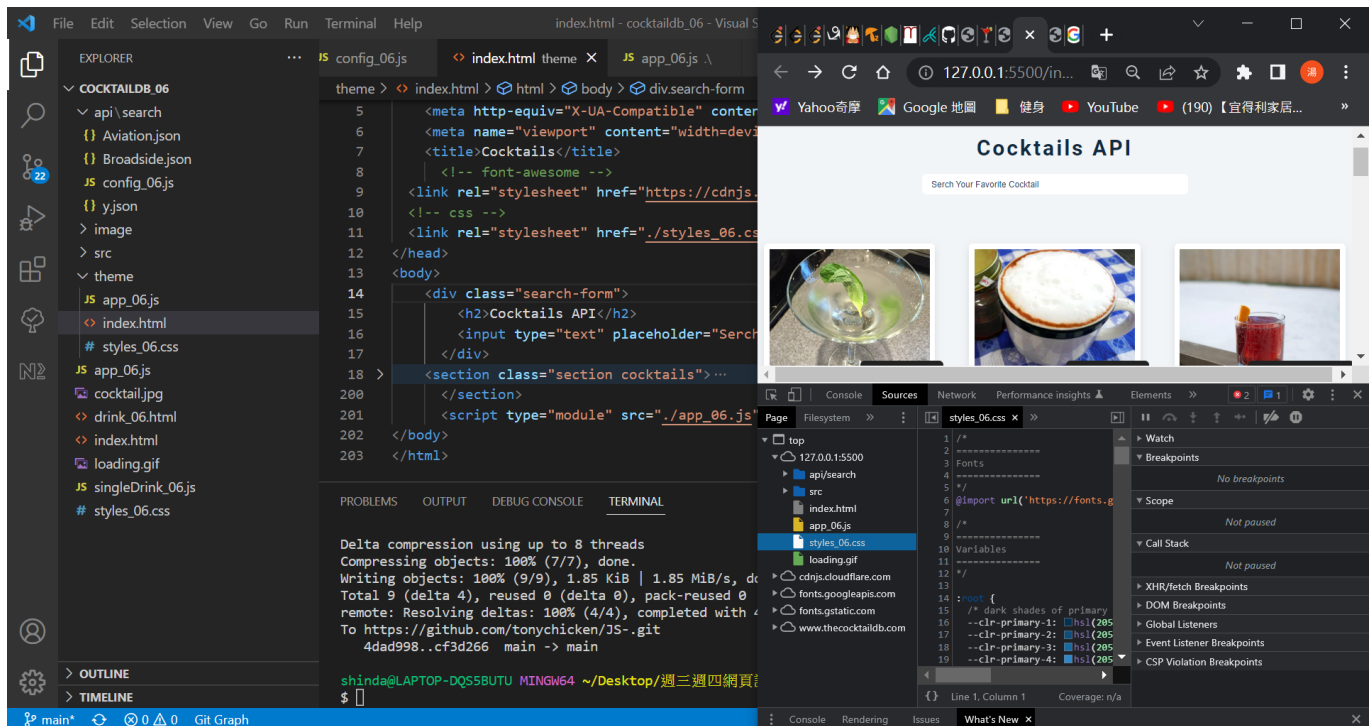 File Edit Selection View Go Run Terminal Help
index.html - cocktaildb_06 - Visual S
EXPLORER
COCKTAILDB_06
api\search
{} Aviation.json
{} Broadside.json
JS config_06.js
{} y.json
image
src
theme
JS app_06.js
<> index.html
# styles_06.css
JS app_06.js
cocktail.jpg
<> drink_06.html
<> index.html
loading.gif
JS singleDrink_06.js
# styles_06.css
OUTLINE
TIMELINE
22
main* 0 0 Git Graph
JS config_06.js <> index.html theme JS app_06.js .\
theme > <> index.html > html > body > div.search-form
5 <meta http-equiv="X-UA-Compatible" conter
6 <meta name="viewport" content="width=devi
7 <title>Cocktails</title>
8 <!-- font-awesome -->
9 <link rel="stylesheet" href="https://cdnjs.
10 <!-- css -->
11 <link rel="stylesheet" href="./styles_06.cs
12 </head>
13 <body>
14 <div class="search-form">
15 <h2>Cocktails API</h2>
16 <input type="text" placeholder="Serch
17 </div>
18 <section class="section cocktails">…
200 </section>
201 <script type="module" src="./app_06.js"
202 </body>
203 </html>
PROBLEMS OUTPUT DEBUG CONSOLE TERMINAL
Delta compression using up to 8 threads
Compressing objects: 100% (7/7), done.
Writing objects: 100% (9/9), 1.85 KiB | 1.85 MiB/s, do
Total 9 (delta 4), reused 0 (delta 0), pack-reused 0
remote: Resolving deltas: 100% (4/4), completed with 4
To https://github.com/tonychicken/JS-.git
4dad998..cf3d266 main -> main
shinda@LAPTOP-DQS5BUTU MINGW64 ~/Desktop/週三週四網頁
$
127.0.0.1:5500/in...
湯
Yahoo奇摩 Google 地圖 健身 YouTube (190)【宜得利家居... »
Cocktails API
Serch Your Favorite Cocktail
Console Sources Network Performance insights Elements » 2 1
Page Filesystem » styles_06.css »
top
127.0.0.1:5500
api/search
src
index.html
app_06.js
styles_06.css
loading.gif
cdnjs.cloudflare.com
fonts.googleapis.com
fonts.gstatic.com
www.thecocktaildb.com
1 /*
2 ===============
3 Fonts
4 ===============
5 */
6 @import url('https://fonts.g
7
8 /*
9 ===============
10 Variables
11 ===============
12 */
13
14 :root {
15 /* dark shades of primary
16 --clr-primary-1: hsl(205
17 --clr-primary-2: hsl(205
18 --clr-primary-3: hsl(205
19 --clr-primary-4: hsl(205
{} Line 1, Column 1 Coverage: n/a
Watch
Breakpoints
No breakpoints
Scope
Not paused
Call Stack
Not paused
XHR/fetch Breakpoints
DOM Breakpoints
Global Listeners
Event Listener Breakpoints
CSP Violation Breakpoints
Console Rendering Issues What's New